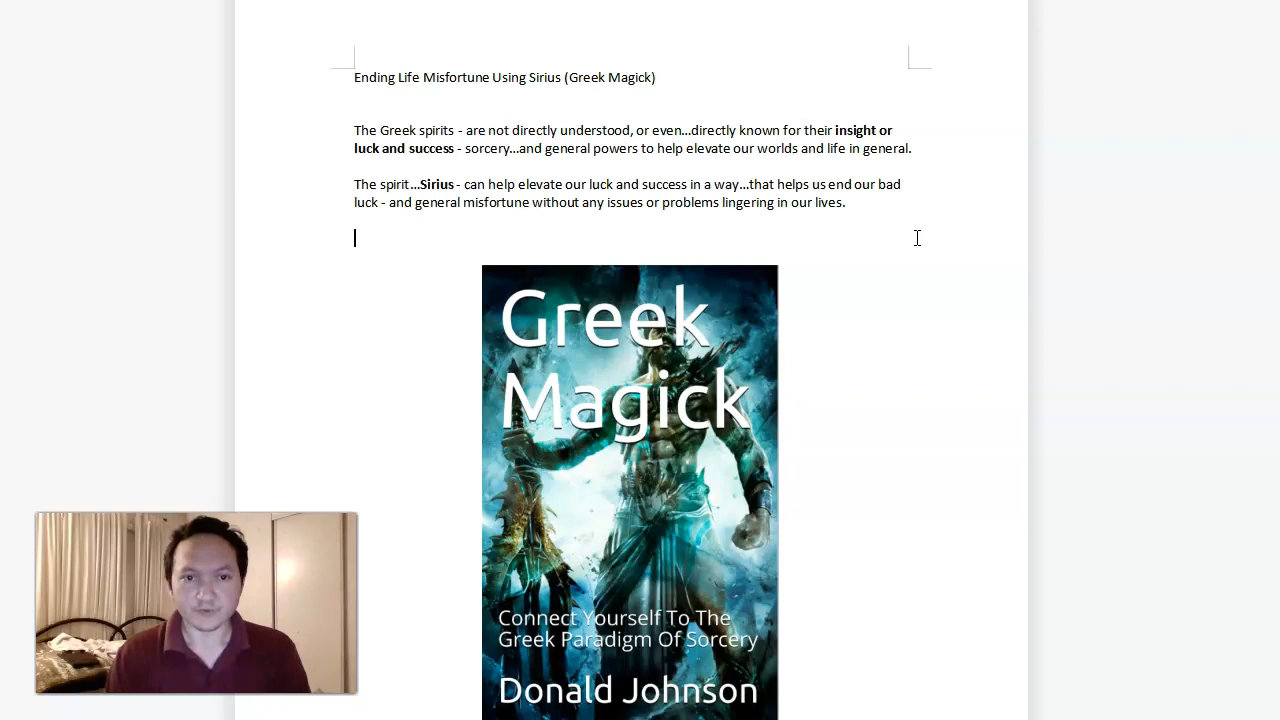 Ending Life Misfortune Using Sirius (Greek Magick)
The Greek spirits - are not directly understood, or even...directly known for their insight or
luck and success - sorcery...and general powers to help elevate our worlds and life in general.
The spirit...Sirius - can help elevate our luck and success in a way...that helps us end our bad
luck - and general misfortune without any issues or problems lingering in our lives.
Greek
Magick
Connect Yourself To The
Greek Paradigm Of Sorcery
Donald Johnson